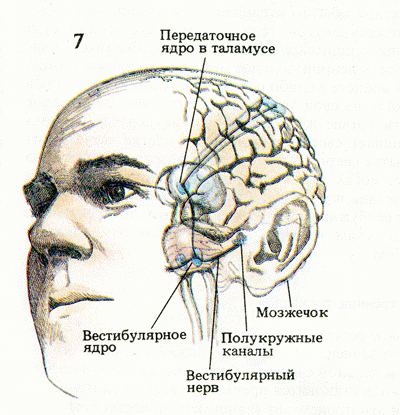 7
Передаточное
ядро в таламусе
Мозжечок
Вестибулярное
ядро
Полукружные
каналы
Вестибулярный
нерв